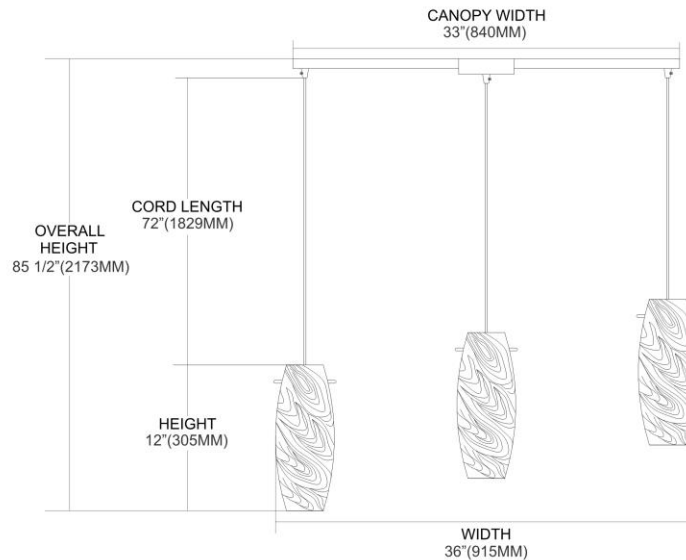 CANOPY WIDTH
33"(840MM)
CORD LENGTH
72"(1829MM)
OVERALL
HEIGHT
85 1/2"(2173MM)
HEIGHT
12"(305MM)
WIDTH
36"(915MM)